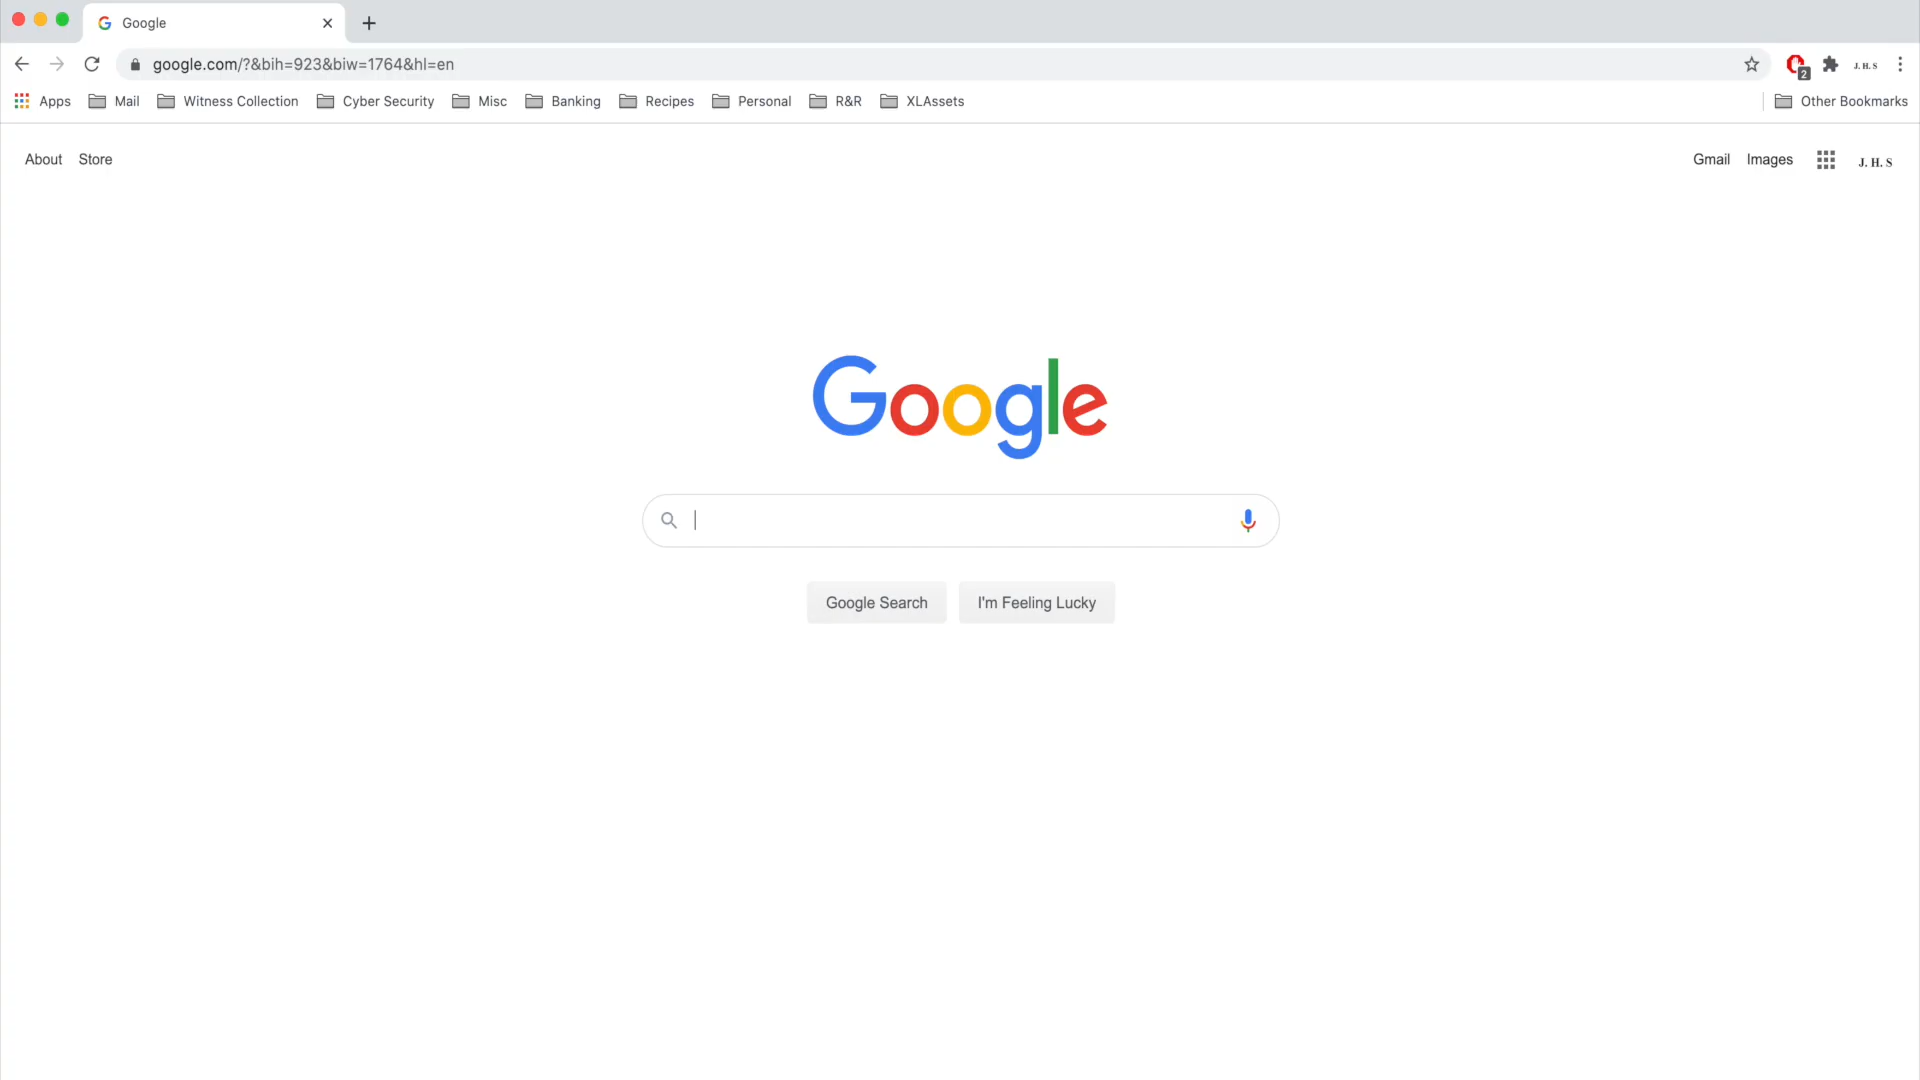 Google
google.com/?&bih=923&biw=1764&hl=en
2
J. H. S
Apps Mail Witness Collection Cyber Security Misc Banking Recipes Personal R&R XLAssets Other Bookmarks
About Store Gmail Images J. H. S
Google
Google Search I'm Feeling Lucky